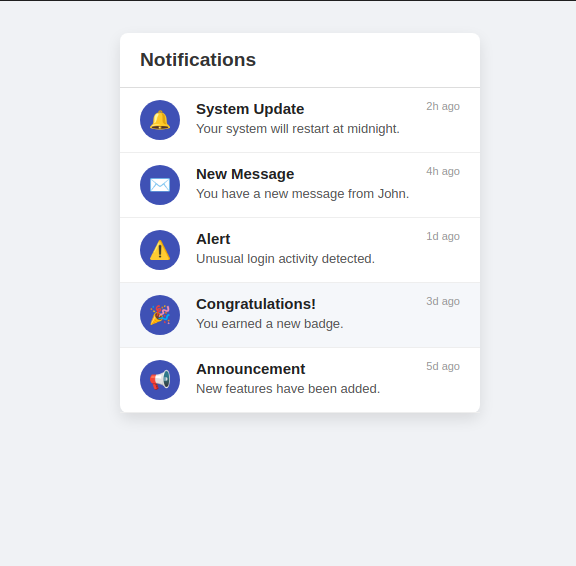 Notifications
System Update
2h ago
Your system will restart at midnight.
New Message
4h ago
You have a new message from John.
Alert
1d ago
Unusual login activity detected.
Congratulations!
3d ago
You earned a new badge.
Announcement
5d ago
New features have been added.